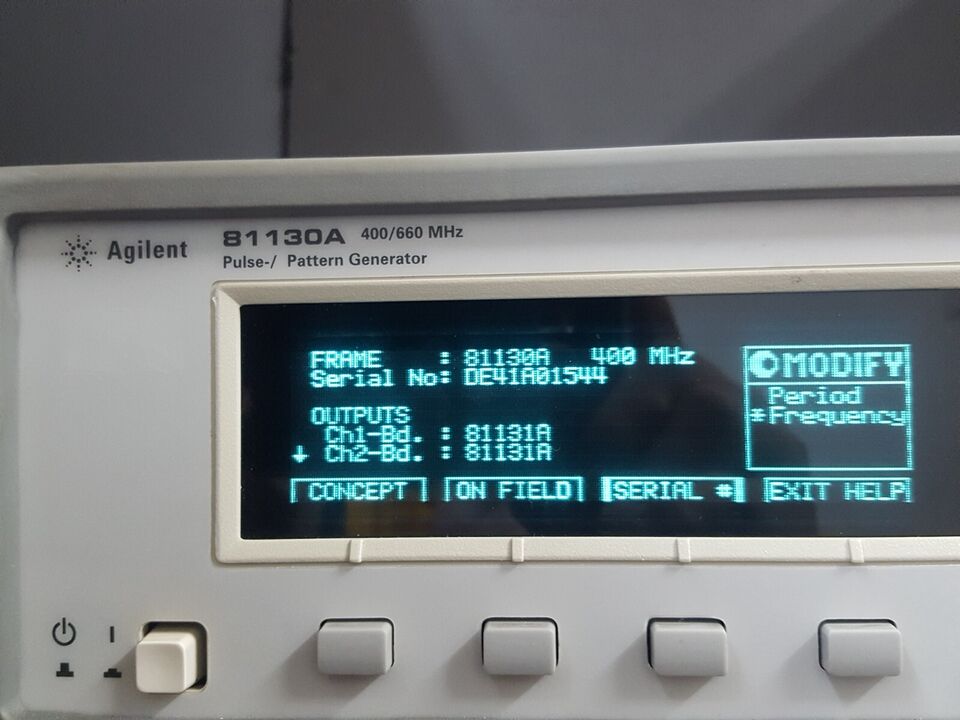 Agilent
81130A 400/660 MHz
Pulse-/ Pattern Generator
FRAME : 81130A 400 MHz
Serial No: DE41A01544
OUTPUTS
Ch1-Bd. : 81131A
↓ Ch2-Bd. : 81131A
MODIFY
Period
*Frequency
CONCEPT
ON FIELD
SERIAL #
EXIT HELP